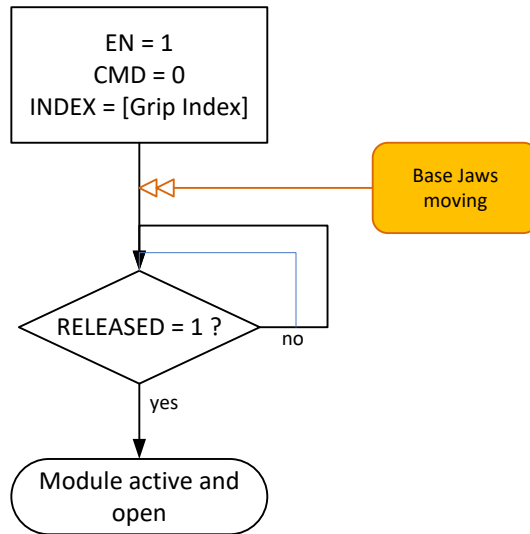 EN = 1
CMD = 0
INDEX = [Grip Index]
Base Jaws
moving
RELEASED = 1 ?
no
yes
Module active and
open